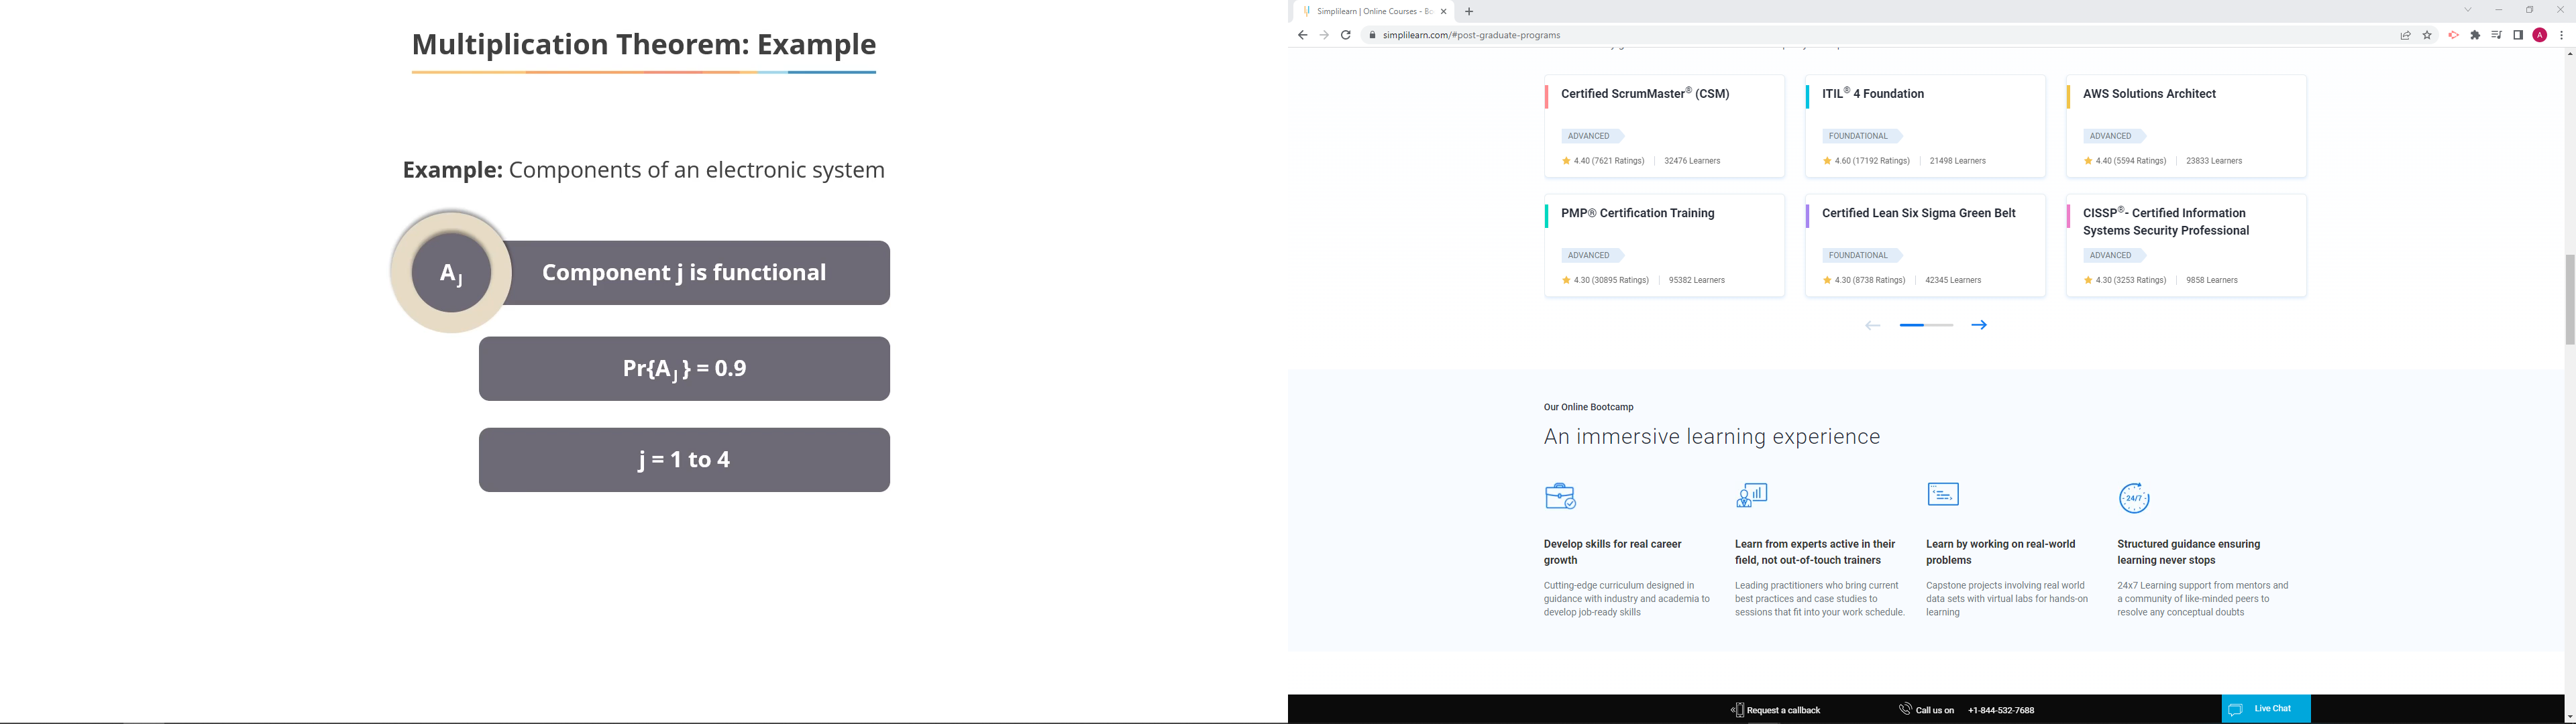 Multiplication Theorem: Example
Example: Components of an electronic system
A J
Component j is functional
Pr{A J } = 0.9
j = 1 to 4
Simplilearn | Online Courses - Bo
simplilearn.com/#post-graduate-programs
A
Certified ScrumMaster® (CSM)
ADVANCED
4.40 (7621 Ratings) 32476 Learners
ITIL® 4 Foundation
FOUNDATIONAL
4.60 (17192 Ratings) 21498 Learners
AWS Solutions Architect
ADVANCED
4.40 (5594 Ratings) 23833 Learners
PMP® Certification Training
ADVANCED
4.30 (30895 Ratings) 95382 Learners
Certified Lean Six Sigma Green Belt
FOUNDATIONAL
4.30 (8738 Ratings) 42345 Learners
CISSP®- Certified Information
Systems Security Professional
ADVANCED
4.30 (3253 Ratings) 9858 Learners
Our Online Bootcamp
An immersive learning experience
Develop skills for real career
growth
Cutting-edge curriculum designed in
guidance with industry and academia to
develop job-ready skills
Learn from experts active in their
field, not out-of-touch trainers
Leading practitioners who bring current
best practices and case studies to
sessions that fit into your work schedule.
Learn by working on real-world
problems
Capstone projects involving real world
data sets with virtual labs for hands-on
learning
24/7
Structured guidance ensuring
learning never stops
24x7 Learning support from mentors and
a community of like-minded peers to
resolve any conceptual doubts
Request a callback
Call us on +1-844-532-7688
Live Chat